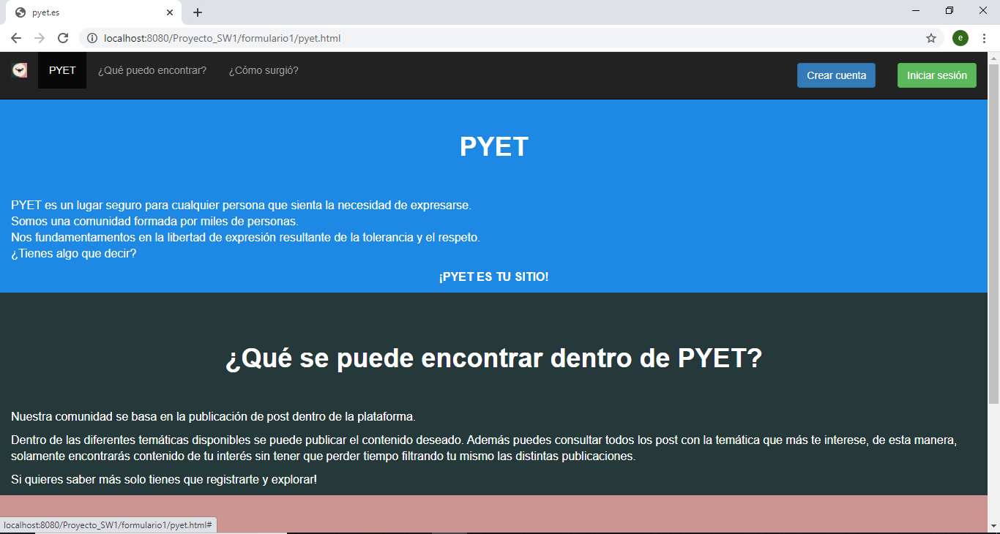 pyet.es
localhost:8080/Proyecto_SW1/formulario1/pyet.html
e
PYET
¿Qué puedo encontrar?
¿Cómo surgió?
Crear cuenta
Iniciar sesión
PYET
PYET es un lugar seguro para cualquier persona que sienta la necesidad de expresarse.
Somos una comunidad formada por miles de personas.
Nos fundamentamentos en la libertad de expresión resultante de la tolerancia y el respeto.
¿Tienes algo que decir?
¡PYET ES TU SITIO!
¿Qué se puede encontrar dentro de PYET?
Nuestra comunidad se basa en la publicación de post dentro de la plataforma.
Dentro de las diferentes temáticas disponibles se puede publicar el contenido deseado. Además puedes consultar todos los post con la temática que más te interese, de esta manera,
solamente encontrarás contenido de tu interés sin tener que perder tiempo filtrando tu mismo las distintas publicaciones.
Si quieres saber más solo tienes que registrarte y explorar!
localhost:8080/Proyecto_SW1/formulario1/pyet.html#